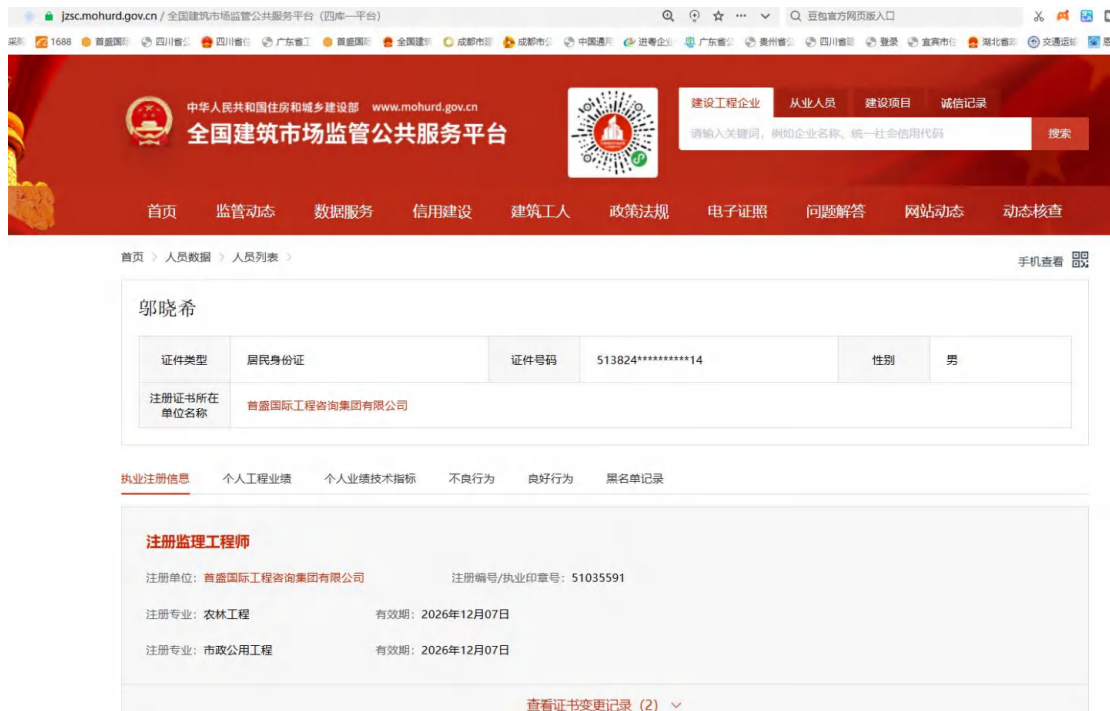 jzsc.mohurd.gov.cn / 全国建筑市场监管公共服务平台 (四库一平台)
豆包官方网页版入口
1688 首盛国际 四川省公 四川省住 广东省工 首盛国际 全国建筑 成都市建 成都市公 中国通用 进粤企业 广东省公 贵州省公 四川省建 登录 宜宾市住 湖北省 交通运输
中华人民共和国住房和城乡建设部 www.mohurd.gov.cn
全国建筑市场监管公共服务平台
建设工程企业 从业人员 建设项目 诚信记录
请输入关键词，例如企业名称、统一社会信用代码 搜索
首页 监管动态 数据服务 信用建设 建筑工人 政策法规 电子证照 问题解答 网站动态 动态核查
首页 > 人员数据 > 人员列表 >
手机查看
邬晓希
证件类型 居民身份证 证件号码 513824**********14 性别 男
注册证书所在
单位名称
首盛国际工程咨询集团有限公司
执业注册信息 个人工程业绩 个人业绩技术指标 不良行为 良好行为 黑名单记录
注册监理工程师
注册单位：首盛国际工程咨询集团有限公司 注册编号/执业印章号：51035591
注册专业：农林工程 有效期：2026年12月07日
注册专业：市政公用工程 有效期：2026年12月07日
查看证书变更记录（2）